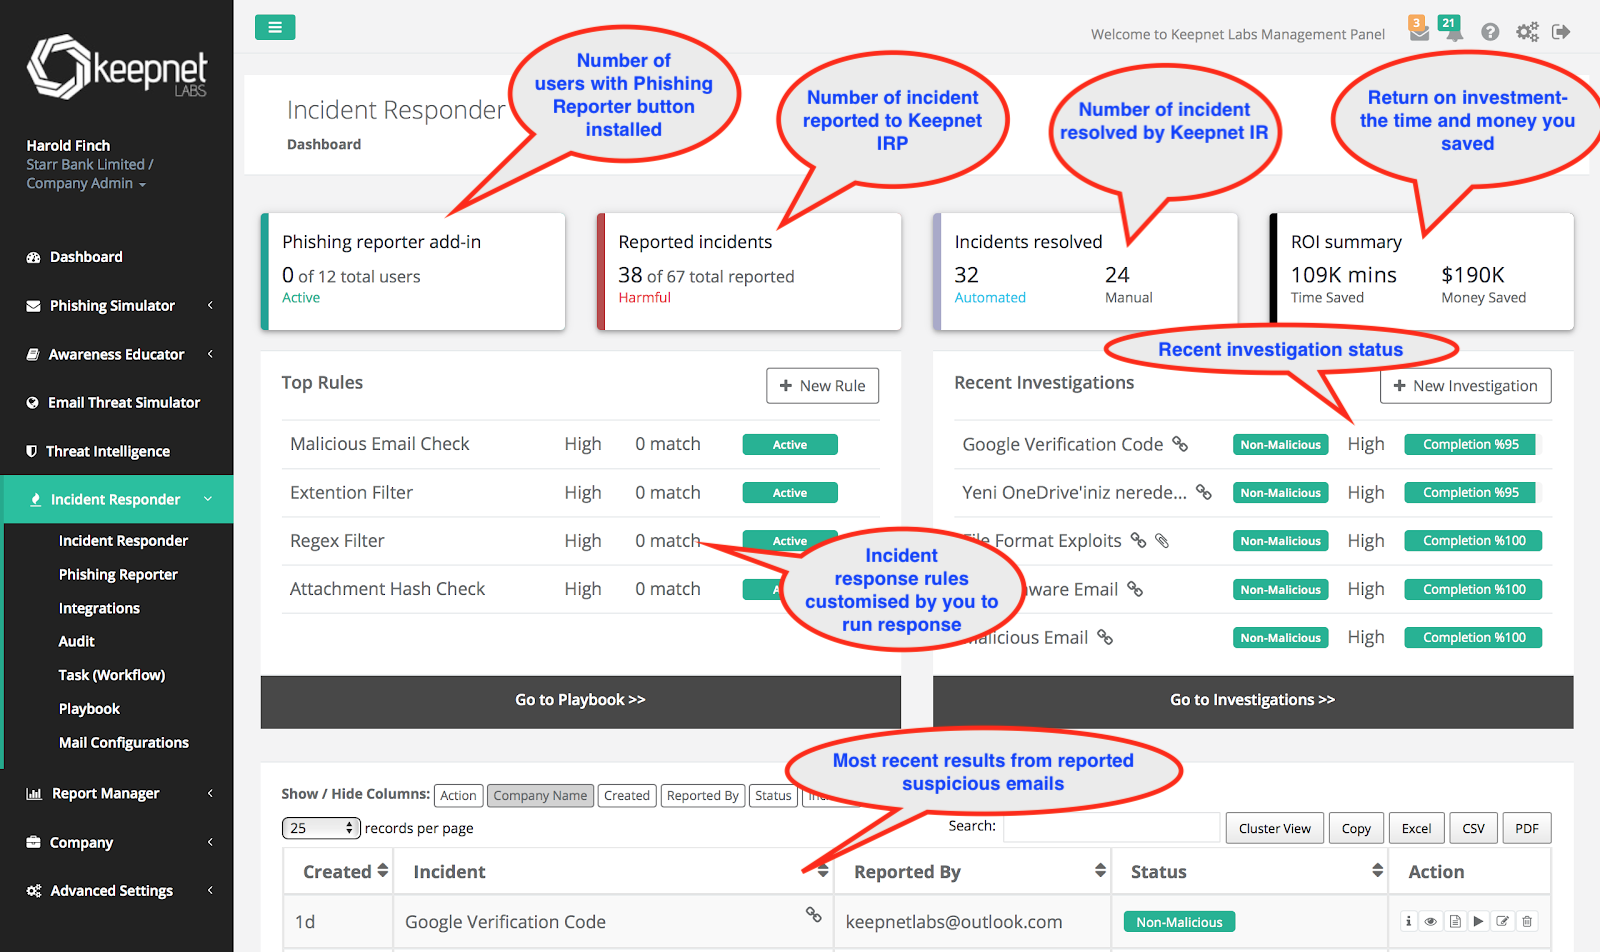 keepnet
LABS
Harold Finch
Starr Bank Limited /
Company Admin
Dashboard
Phishing Simulator
Awareness Educator
Email Threat Simulator
Threat Intelligence
Incident Responder
Incident Responder
Phishing Reporter
Integrations
Audit
Task (Workflow)
Playbook
Mail Configurations
Report Manager
Company
Advanced Settings
Welcome to Keepnet Labs Management Panel
3
21
Incident Responder
Dashboard
Number of
users with Phishing
Reporter button
installed
Number of incident
reported to Keepnet
IRP
Number of incident
resolved by Keepnet IR
Return on investment-
the time and money you
saved
Phishing reporter add-in
0 of 12 total users
Active
Reported incidents
38 of 67 total reported
Harmful
Incidents resolved
32 24
Automated Manual
ROI summary
109K mins $190K
Time Saved Money Saved
Recent investigation status
Top Rules
+ New Rule
Malicious Email Check High 0 match Active
Extention Filter High 0 match Active
Regex Filter High 0 match Active
Attachment Hash Check High 0 match
Incident
response rules
customised by you to
run response
Go to Playbook >>
Recent Investigations
+ New Investigation
Google Verification Code Non-Malicious High Completion %95
Yeni OneDrive'iniz nerede... Non-Malicious High Completion %95
File Format Exploits Non-Malicious High Completion %100
ware Email Non-Malicious High Completion %100
Malicious Email Non-Malicious High Completion %100
Go to Investigations >>
Most recent results from reported
suspicious emails
Show / Hide Columns: Action Company Name Created Reported By Status
25 records per page
Search:
Cluster View Copy Excel CSV PDF
Created Incident Reported By Status Action
1d Google Verification Code keepnetlabs@outlook.com Non-Malicious